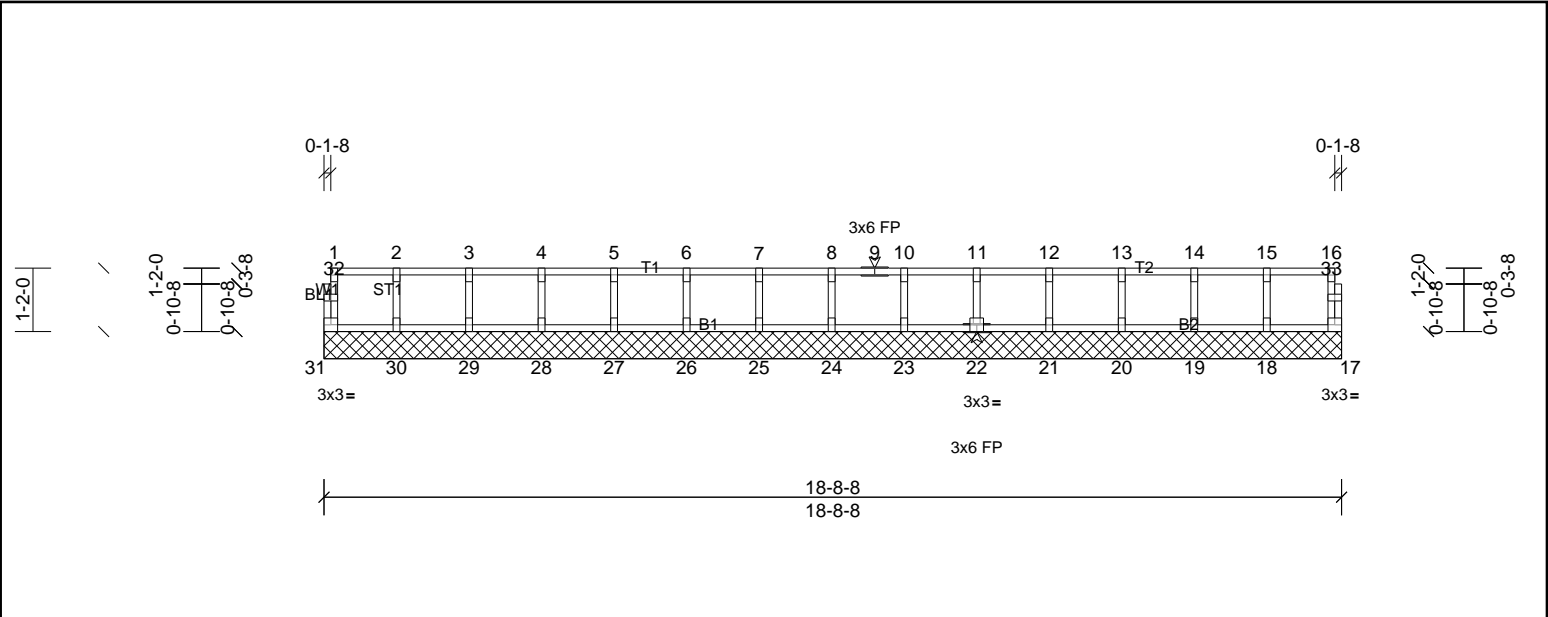 0-1-8 0-1-8
3x6 FP
1 2 3 4 5 6 7 8 9 10 11 12 13 14 15 16
32 T1 T2 33
BL1 W1 ST1
B1 B2
1-2-0
1-2-0
0-10-8
0-10-8
0-3-8
1-2-0
0-10-8
0-10-8
0-3-8
31 30 29 28 27 26 25 24 23 22 21 20 19 18 17
3x3= 3x3= 3x3=
3x6 FP
18-8-8
18-8-8